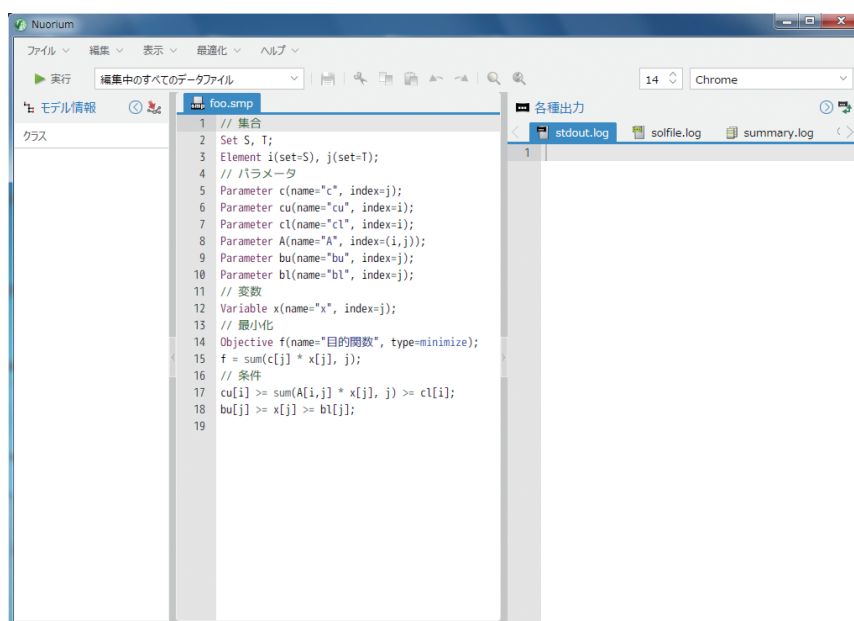 Nuorium
ファイル 編集 表示 最適化 ヘルプ
実行 編集中のすべてのデータファイル 14 Chrome
モデル情報
クラス
foo.smp
1 // 集合
2 Set S, T;
3 Element i(set=S), j(set=T);
4 // パラメータ
5 Parameter c(name="c", index=j);
6 Parameter cu(name="cu", index=i);
7 Parameter cl(name="cl", index=i);
8 Parameter A(name="A", index=(i,j));
9 Parameter bu(name="bu", index=j);
10 Parameter bl(name="bl", index=j);
11 // 変数
12 Variable x(name="x", index=j);
13 // 最小化
14 Objective f(name="目的関数", type=minimize);
15 f = sum(c[j] * x[j], j);
16 // 条件
17 cu[i] >= sum(A[i,j] * x[j], j) >= cl[i];
18 bu[j] >= x[j] >= bl[j];
19
各種出力
stdout.log solfile.log summary.log
1